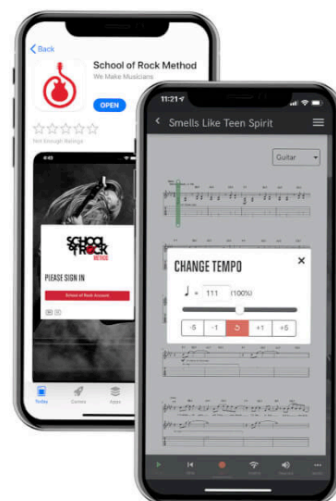 Back
School of Rock Method
We Make Musicians
OPEN
Not Enough Ratings
SCHOOL
OF ROCK
METHOD
PLEASE SIGN IN
School of Rock Account
Today
Games
Apps
11:21
Smells Like Teen Spirit
Guitar
CHANGE TEMPO
×
♩ = 111 (100%)
-5 -1 +1 +5